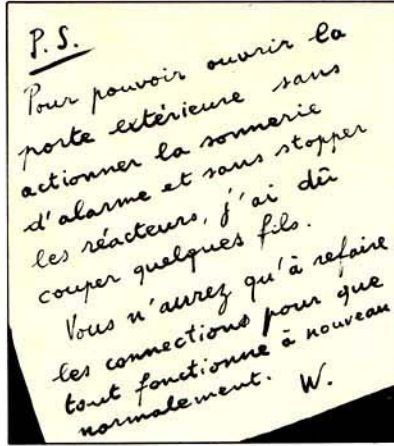 P.S.
Pour pouvoir ouvrir la
porte extérieure sans
actionner la sonnerie
d'alarme et sans stopper
les réacteurs, j'ai dû
couper quelques fils.
Vous n'aurez qu'à refaire
les connections pour que
tout fonctionne à nouveau
normalement. W.